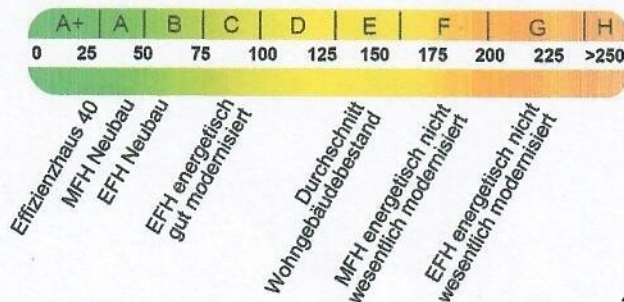 A+ A B C D E F G H
0 25 50 75 100 125 150 175 200 225 >250
Effizienzhaus 40
MFH Neubau
EFH Neubau
EFH energetisch
gut modernisiert
Durchschnitt
Wohngebäudebestand
MFH energetisch nicht
wesentlich modernisiert
EFH energetisch nicht
wesentlich modernisiert